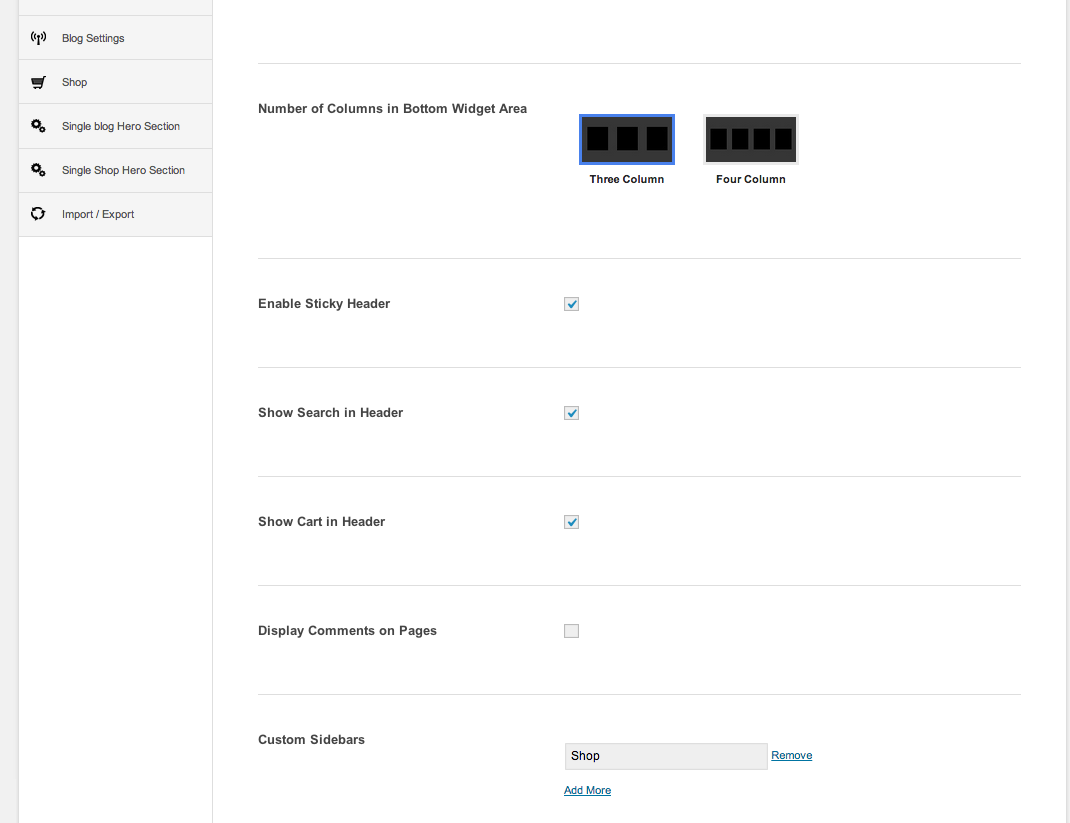 Blog Settings
Shop
Single blog Hero Section
Single Shop Hero Section
Import / Export
Number of Columns in Bottom Widget Area
Three Column
Four Column
Enable Sticky Header
Show Search in Header
Show Cart in Header
Display Comments on Pages
Custom Sidebars
Shop
Remove
Add More